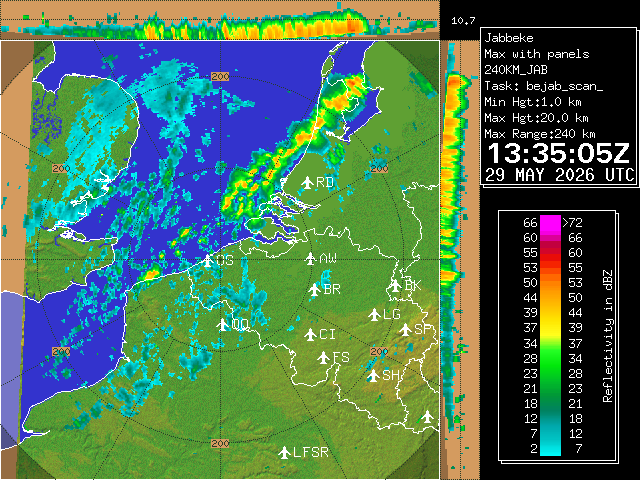 10.7
Jabbeke
Max with panels
240KM_JAB
Task: bejab_scan_
Min Hgt:1.0 km
Max Hgt:20.0 km
Max Range:240 km
13:35:05Z
29 MAY 2026 UTC
200
200
200
RD
OS
AW
BR
BK
LG
QO
CI
SP
FS
200
200
SH
200
LFSR
66 >72
60 66
55 60
53 55
50 53
44 50
39 44
37 39
34 37
28 34
23 28
21 23
18 21
12 18
7 12
2 7
Reflectivity in dBZ